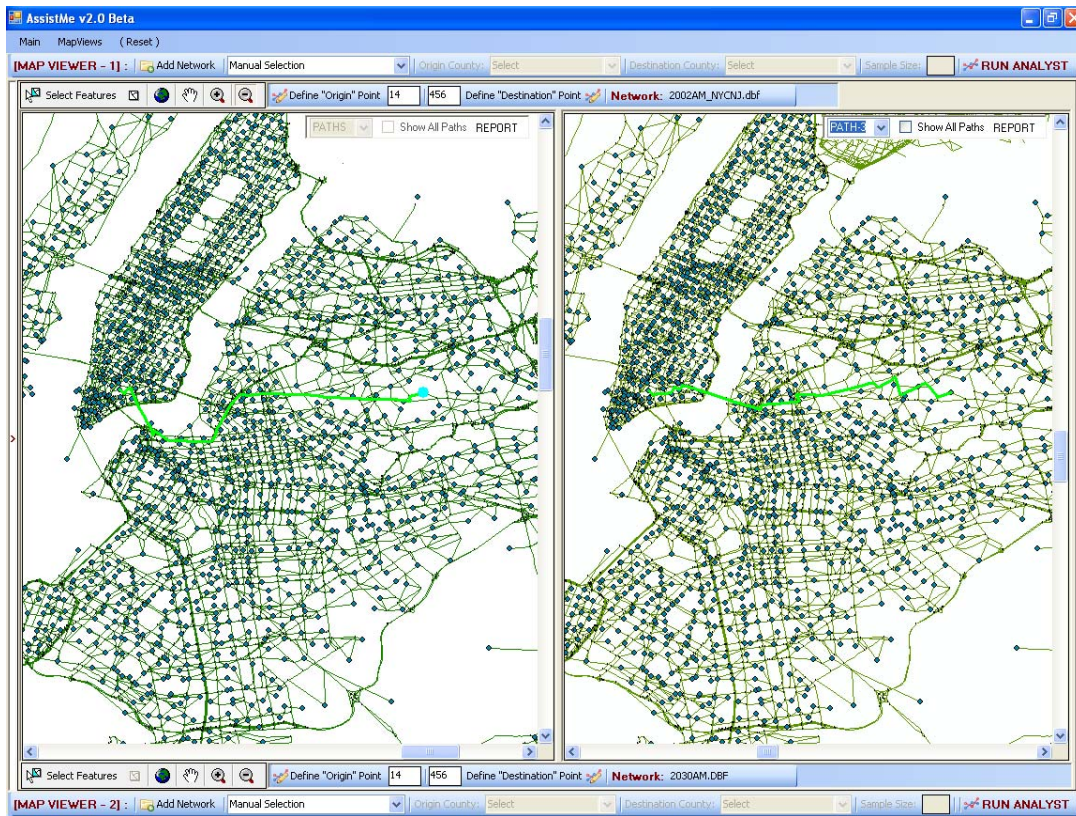 AssistMe v2.0 Beta
Main MapViews ( Reset )
[MAP VIEWER - 1] : Add Network Manual Selection Origin County: Select Destination County: Select Sample Size: RUN ANALYST
Select Features Define "Origin" Point 14 456 Define "Destination" Point Network: 2002AM_NYCNJ.dbf
PATHS Show All Paths REPORT PATH-3 Show All Paths REPORT
Select Features Define "Origin" Point 14 456 Define "Destination" Point Network: 2030AM.DBF
[MAP VIEWER - 2] : Add Network Manual Selection Origin County: Select Destination County: Select Sample Size: RUN ANALYST